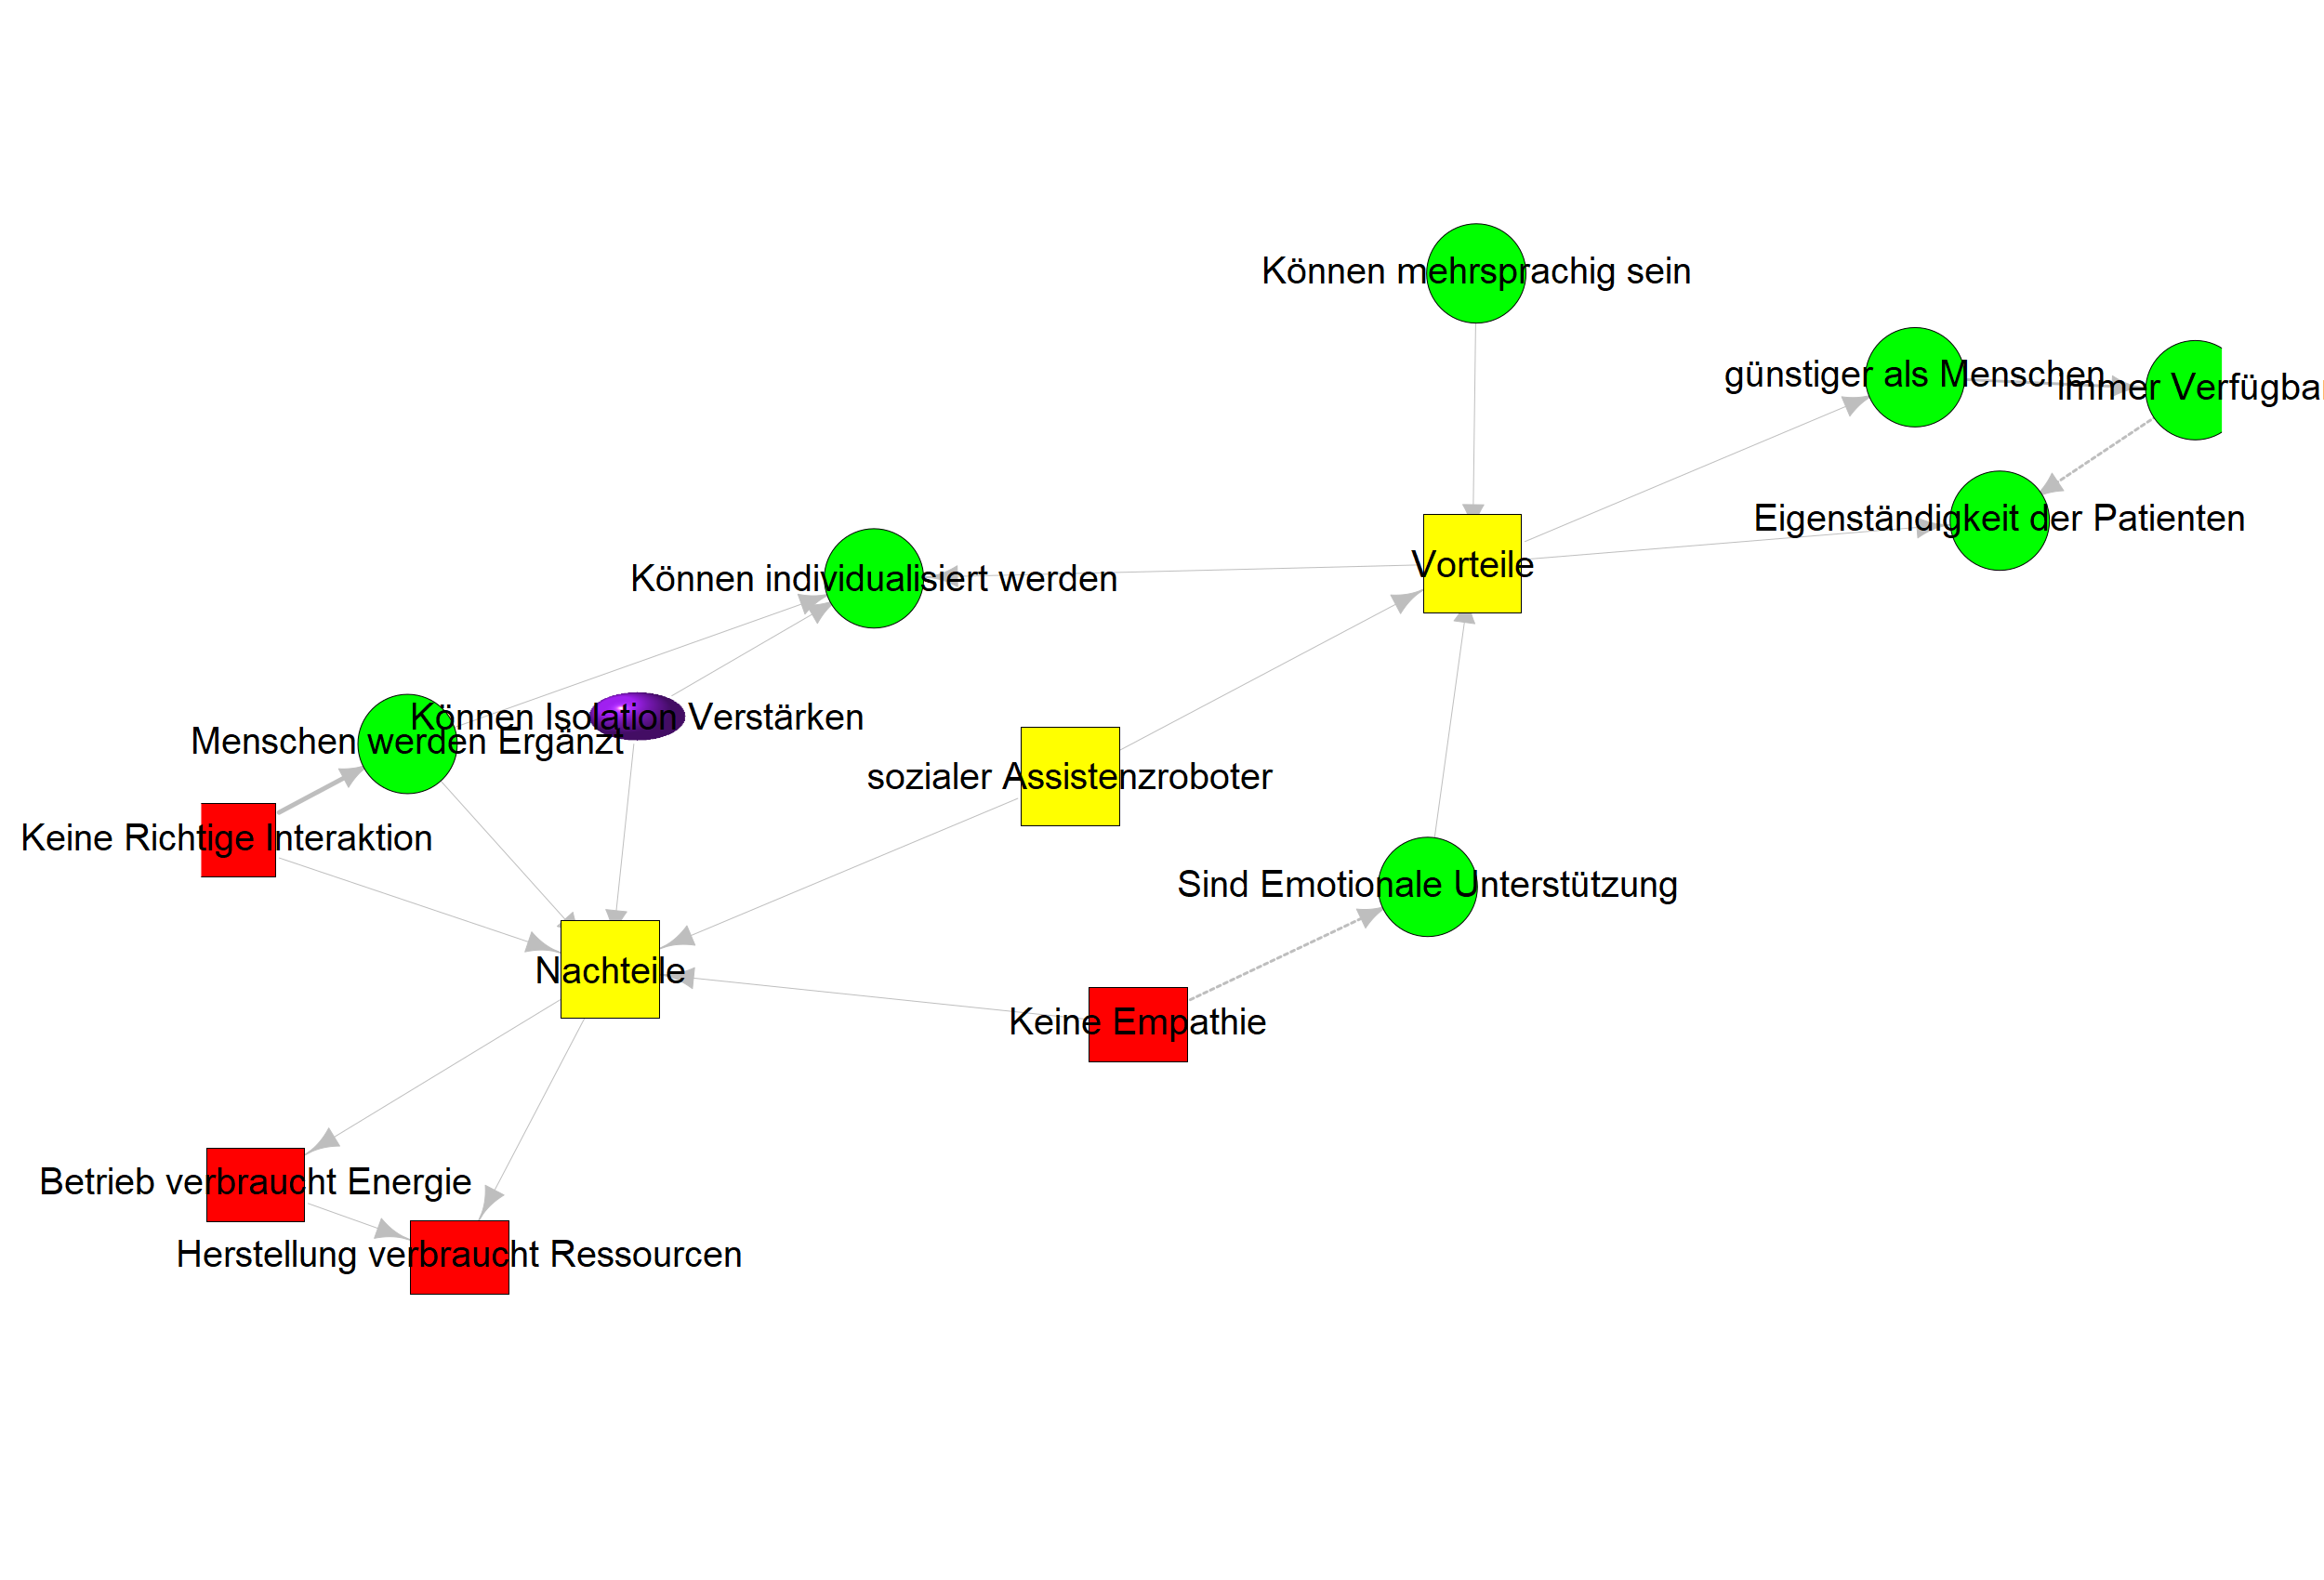 Können mehrsprachig sein
günstiger als Menschen
immer Verfügba
Eigenständigkeit der Patienten
Vorteile
Können individualisiert werden
Können Isolation Verstärken
Menschen werden Ergänzt
sozialer Assistenzroboter
Keine Richtige Interaktion
Sind Emotionale Unterstützung
Nachteile
Keine Empathie
Betrieb verbraucht Energie
Herstellung verbraucht Ressourcen